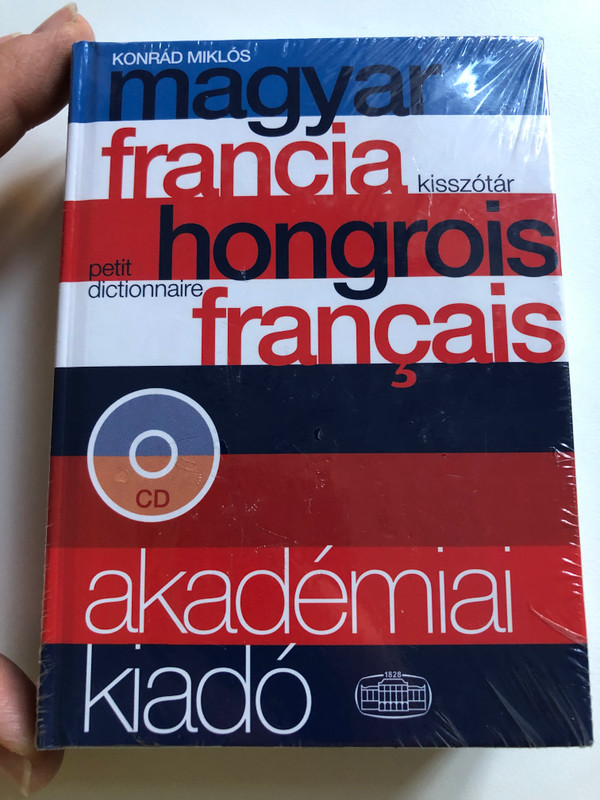 KONRÁD MIKLÓS
magyar
francia kisszótár
hongrois
petit
dictionnaire
français
CD
akadémiai
kiadó
1828